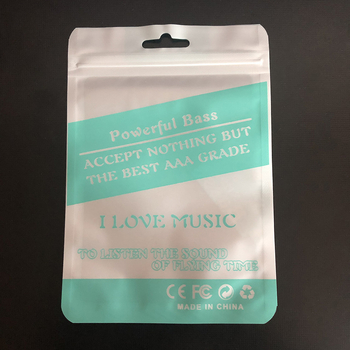 Powerful Bass
ACCEPT NOTHING BUT
THE BEST AAA GRADE
I LOVE MUSIC
TO LISTEN THE SOUND
OF FLYING TIME
CE FC
MADE IN CHINA